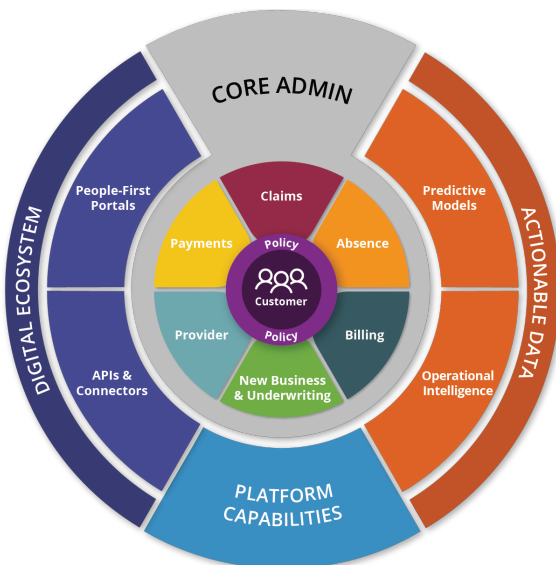 CORE ADMIN
DIGITAL ECOSYSTEM
People-First
Portals
APIs &
Connectors
Claims
Payments
Absence
Policy
Customer
Policy
Provider
Billing
New Business
& Underwriting
Predictive
Models
Operational
Intelligence
ACTIONABLE DATA
PLATFORM
CAPABILITIES